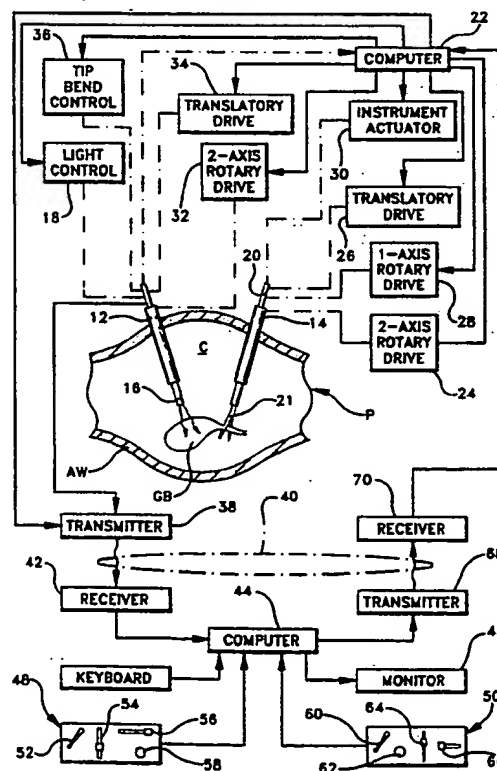 36
TIP
BEND
CONTROL
34
TRANSLATORY
DRIVE
22
COMPUTER
INSTRUMENT
ACTUATOR
LIGHT
CONTROL
18
2-AXIS
ROTARY
DRIVE
32
30
TRANSLATORY
DRIVE
26
20
1-AXIS
ROTARY
DRIVE
28
12
14
2-AXIS
ROTARY
DRIVE
24
C
16
21
P
AW
GB
TRANSMITTER
38
40
70
RECEIVER
42
RECEIVER
44
68
TRANSMITTER
COMPUTER
KEYBOARD
MONITOR
48
54
56
52
58
60
64
50
62